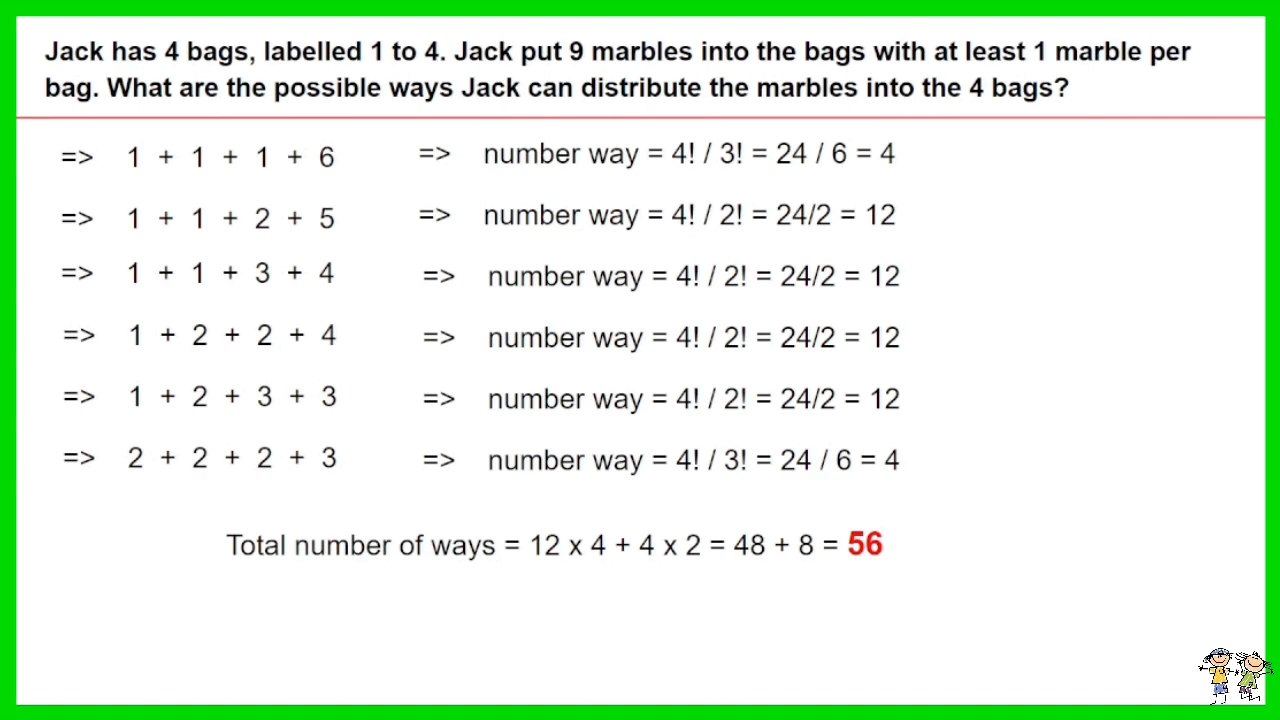 Jack has 4 bags, labelled 1 to 4. Jack put 9 marbles into the bags with at least 1 marble per
bag. What are the possible ways Jack can distribute the marbles into the 4 bags?
=> 1 + 1 + 1 + 6 => number way = 4! / 3! = 24 / 6 = 4
=> 1 + 1 + 2 + 5 => number way = 4! / 2! = 24/2 = 12
=> 1 + 1 + 3 + 4 => number way = 4! / 2! = 24/2 = 12
=> 1 + 2 + 2 + 4 => number way = 4! / 2! = 24/2 = 12
=> 1 + 2 + 3 + 3 => number way = 4! / 2! = 24/2 = 12
=> 2 + 2 + 2 + 3 => number way = 4! / 3! = 24 / 6 = 4
Total number of ways = 12 x 4 + 4 x 2 = 48 + 8 = 56